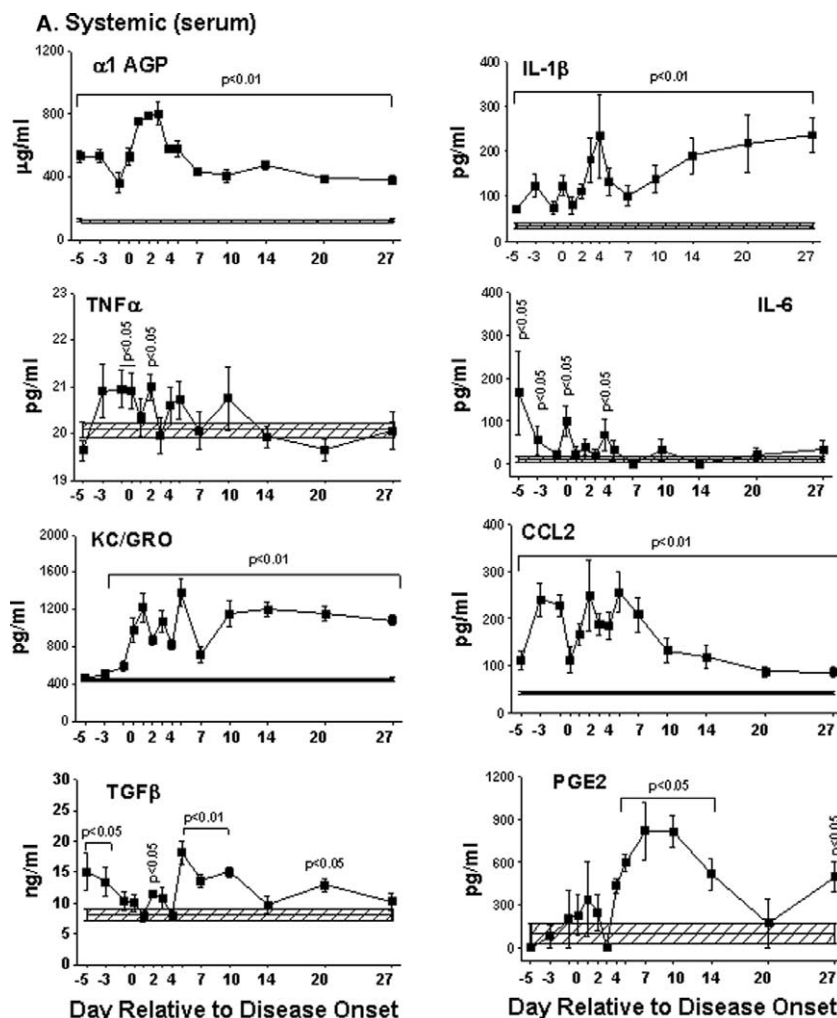 A. Systemic (serum)
α1 AGP
p<0.01
µg/ml
1200
800
400
0
-5 -3 0 2 4 5 7 10 14 20 27
IL-1β
p<0.01
pg/ml
400
300
200
100
0
-5 -3 0 2 4 5 7 10 14 20 27
TNFα
p<0.05
p<0.05
pg/ml
23
22
21
20
19
-5 -3 0 2 4 5 7 10 14 20 27
IL-6
p<0.05
p<0.05
p<0.05
p<0.05
pg/ml
400
300
200
100
0
-5 -3 0 2 4 5 7 10 14 20 27
KC/GRO
p<0.01
pg/ml
2000
1600
1200
800
400
0
-5 -3 0 2 4 5 7 10 14 20 27
CCL2
p<0.01
pg/ml
400
300
200
100
0
-5 -3 0 2 4 5 7 10 14 20 27
TGFβ
p<0.05
p<0.05
p<0.01
p<0.05
ng/ml
30
25
20
15
10
5
0
-5 -3 0 2 4 5 7 10 14 20 27
Day Relative to Disease Onset
PGE2
p<0.05
p<0.05
pg/ml
1200
900
600
300
0
-5 -3 0 2 4 5 7 10 14 20 27
Day Relative to Disease Onset